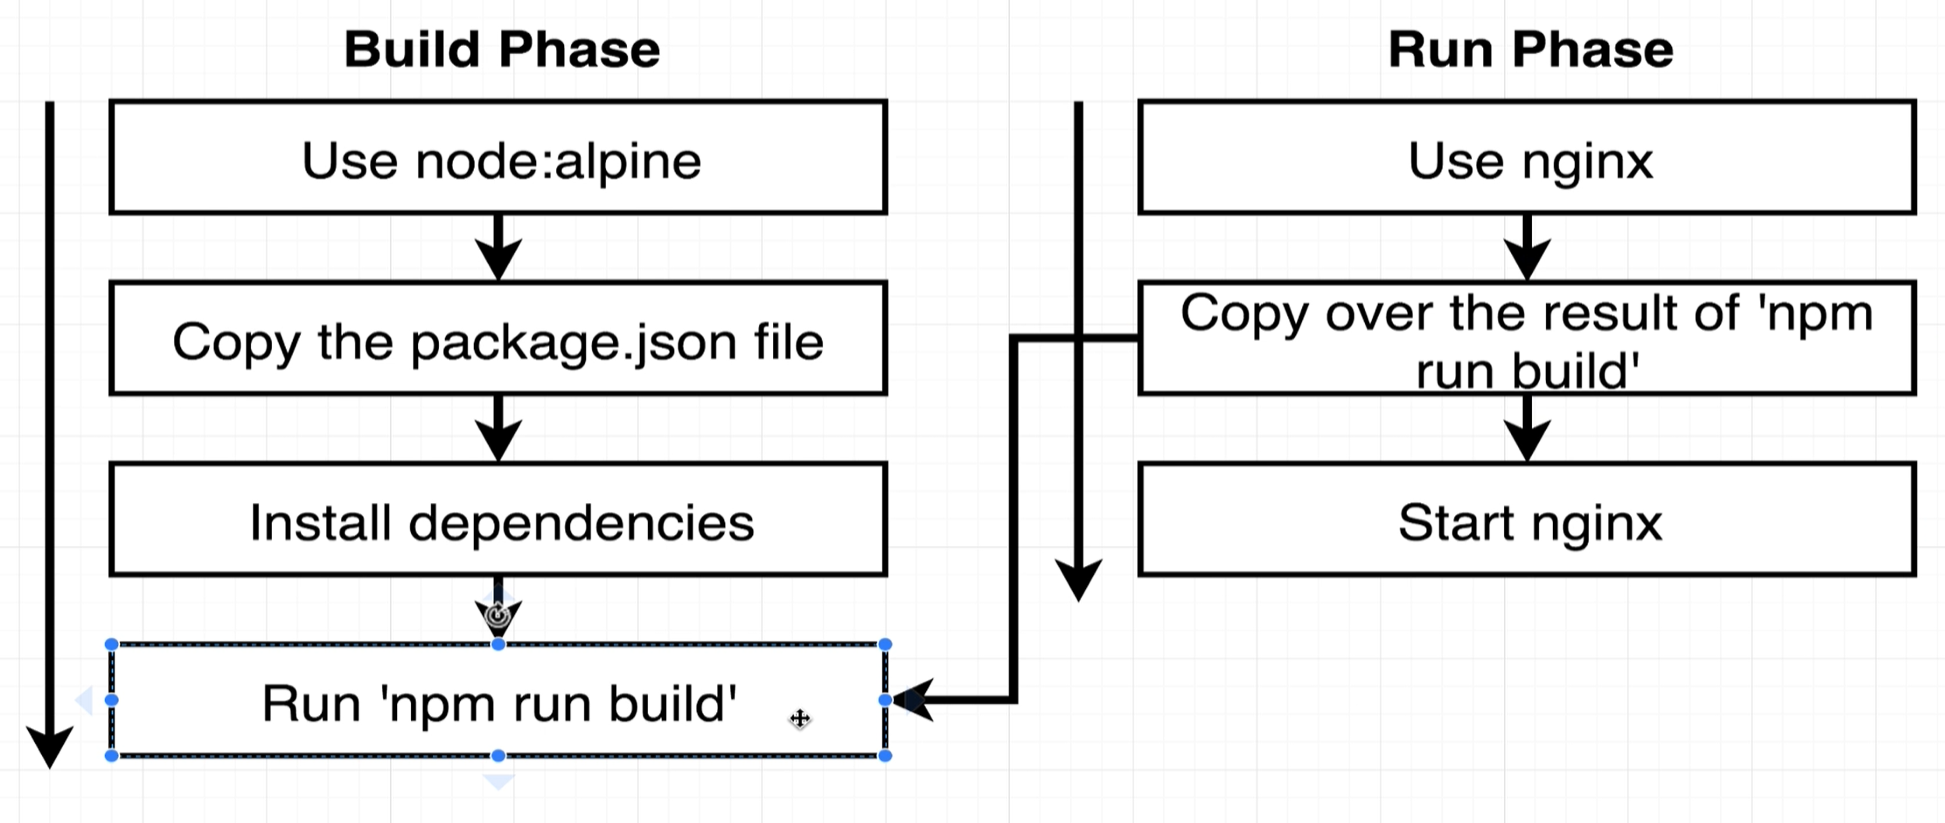 Build Phase
Use node:alpine
Copy the package.json file
Install dependencies
Run 'npm run build'
Run Phase
Use nginx
Copy over the result of 'npm
run build'
Start nginx